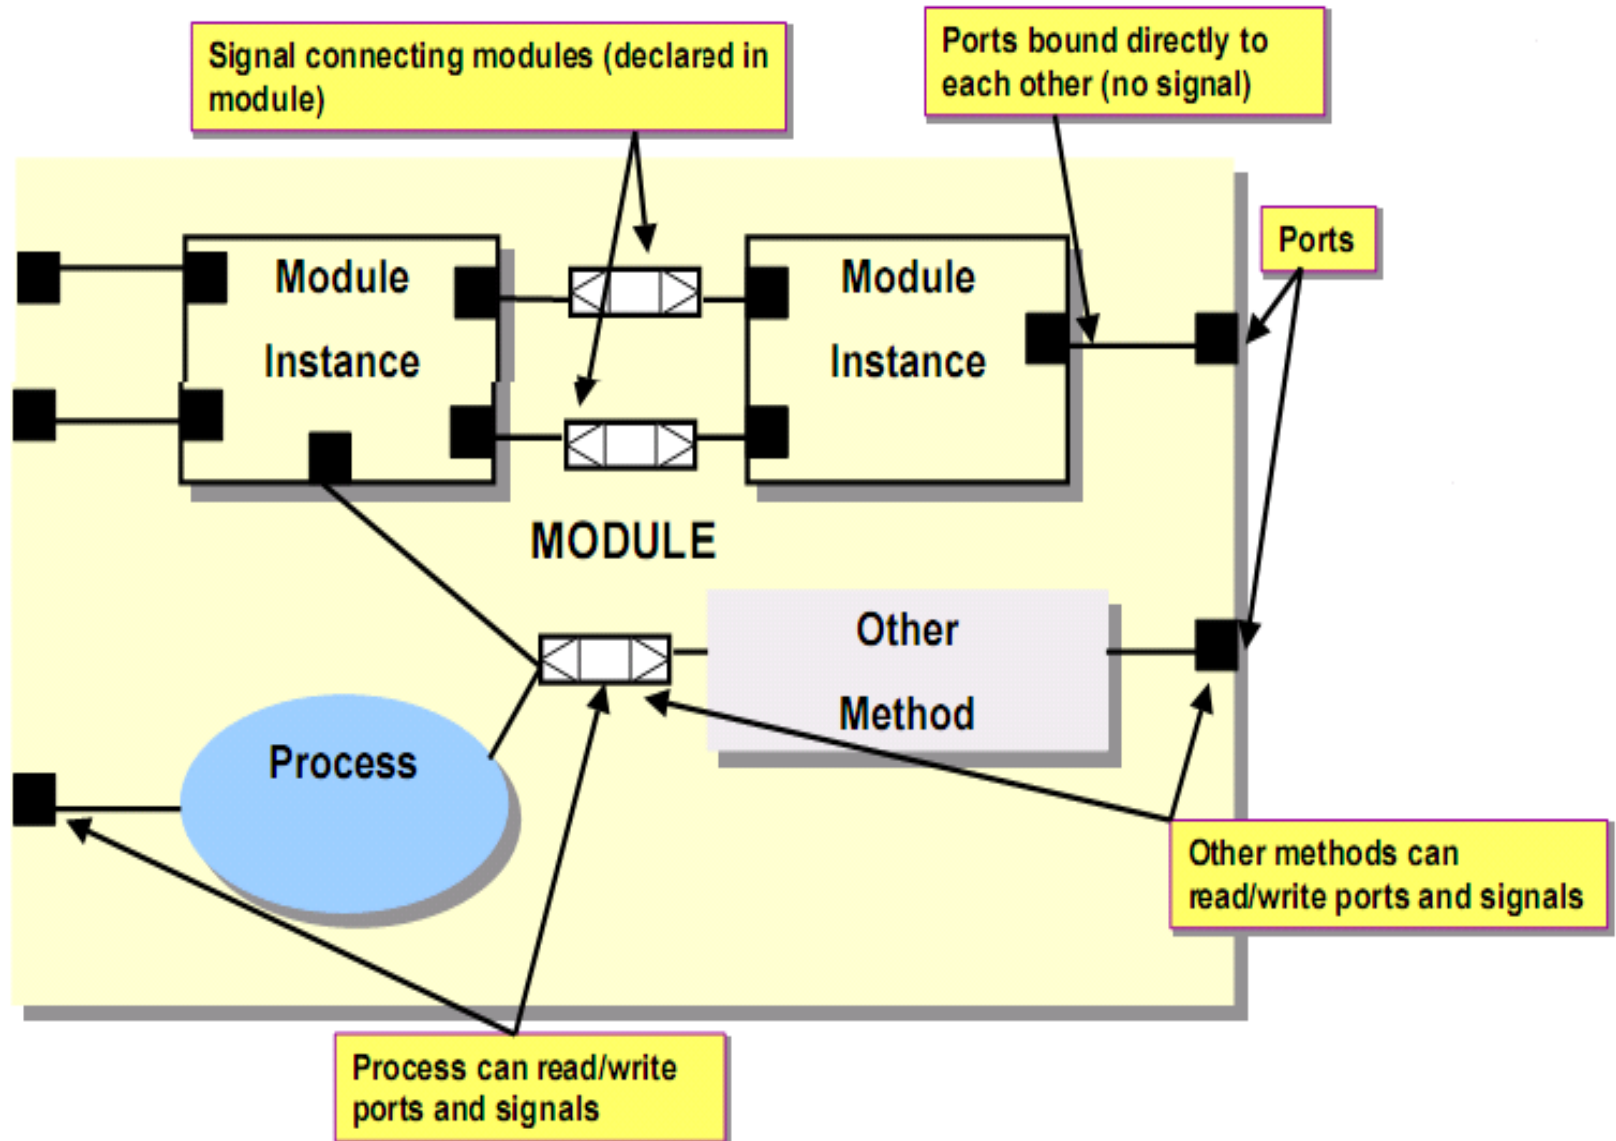 Signal connecting modules (declared in
module)
Ports bound directly to
each other (no signal)
Ports
Module
Instance
Module
Instance
MODULE
Other
Method
Process
Other methods can
read/write ports and signals
Process can read/write
ports and signals